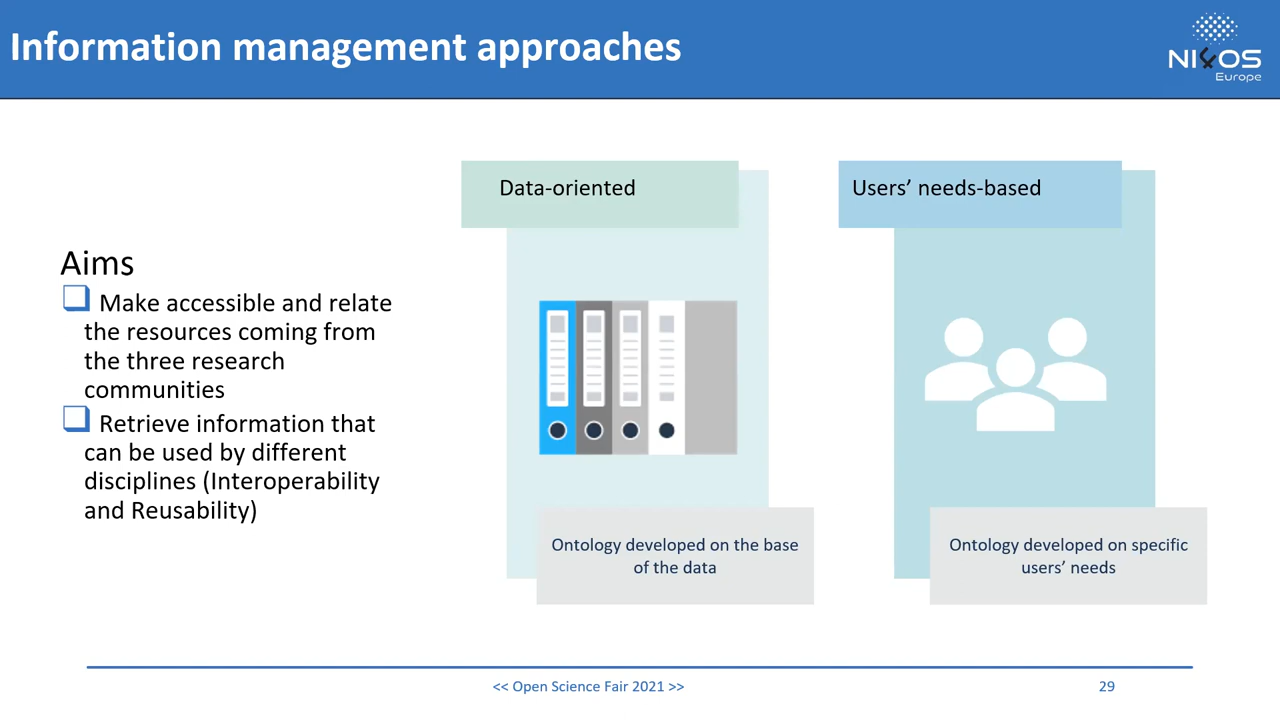 Information management approaches
NI4OS
Europe
Data-oriented
Users’ needs-based
Aims
Make accessible and relate
the resources coming from
the three research
communities
Retrieve information that
can be used by different
disciplines (Interoperability
and Reusability)
Ontology developed on the base
of the data
Ontology developed on specific
users’ needs
<< Open Science Fair 2021 >>
29